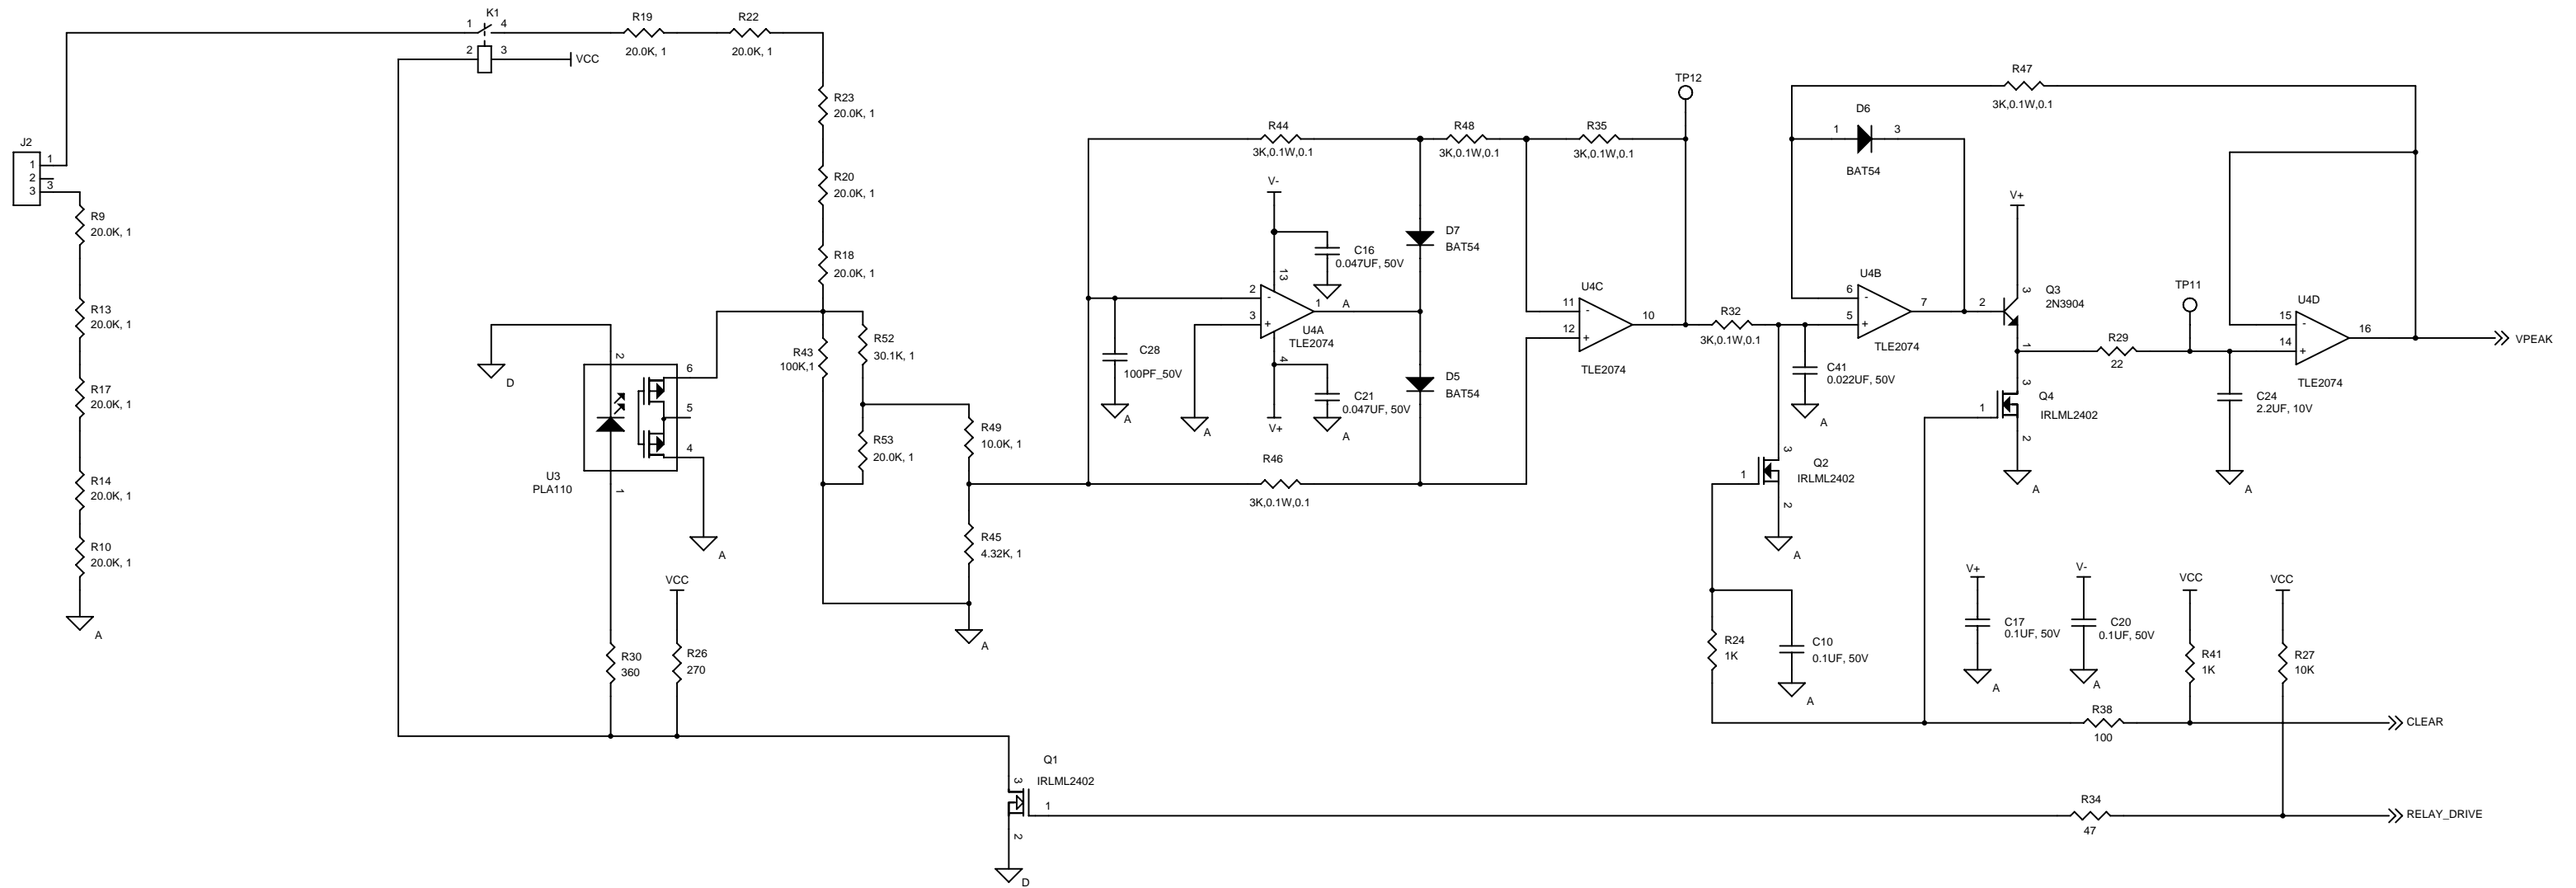 K1
1
4
2
3
VCC
R19
20.0K, 1
R22
20.0K, 1
J2
1
2
3
1
2
3
R9
20.0K, 1
R13
20.0K, 1
R17
20.0K, 1
R14
20.0K, 1
R10
20.0K, 1
A
R23
20.0K, 1
R20
20.0K, 1
R18
20.0K, 1
D
2
6
5
4
1
U3
PLA110
A
R43
100K,1
R52
30.1K, 1
R53
20.0K, 1
R49
10.0K, 1
R45
4.32K, 1
A
VCC
R30
360
R26
270
R44
3K,0.1W,0.1
R48
3K,0.1W,0.1
R35
3K,0.1W,0.1
TP12
V-
C16
0.047UF, 50V
A
13
2
-
3
+
1
U4A
TLE2074
4
C28
100PF_50V
A
A
C21
0.047UF, 50V
A
V+
D7
BAT54
D5
BAT54
R46
3K,0.1W,0.1
U4C
11
-
12
+
10
TLE2074
R32
3K,0.1W,0.1
R47
3K,0.1W,0.1
D6
1
3
BAT54
U4B
6
-
5
+
7
TLE2074
C41
0.022UF, 50V
A
V+
2
3
1
Q3
2N3904
3
Q4
1
IRLML2402
2
A
R29
22
TP11
U4D
15
-
14
+
16
TLE2074
C24
2.2UF, 10V
A
VPEAK
3
Q2
1
IRLML2402
2
A
R24
1K
C10
0.1UF, 50V
A
V+
C17
0.1UF, 50V
A
V-
C20
0.1UF, 50V
A
VCC
R41
1K
VCC
R27
10K
R38
100
CLEAR
Q1
3
IRLML2402
1
2
D
R34
47
RELAY_DRIVE